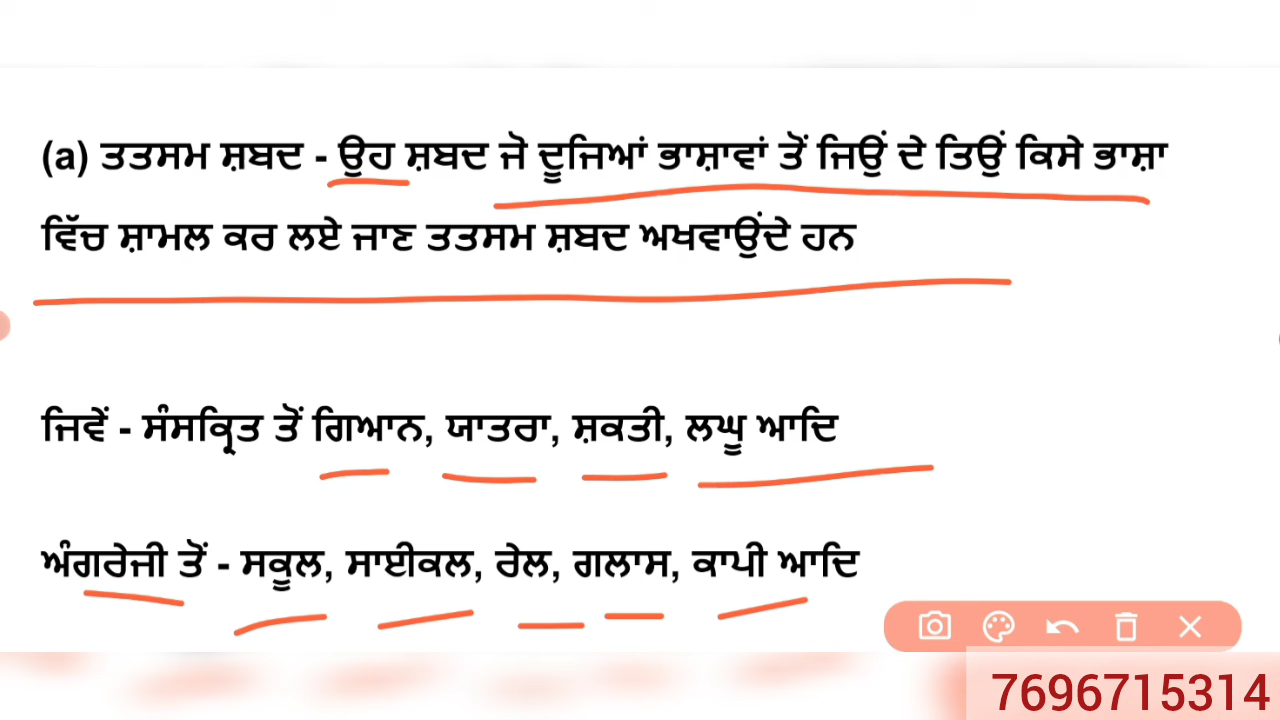 (a) ਤਤਸਮ ਸ਼ਬਦ - ਉਹ ਸ਼ਬਦ ਜੋ ਦੂਜਿਆਂ ਭਾਸ਼ਾਵਾਂ ਤੋਂ ਜਿਉਂ ਦੇ ਤਿਉਂ ਕਿਸੇ ਭਾਸ਼ਾ
ਵਿੱਚ ਸ਼ਾਮਲ ਕਰ ਲਏ ਜਾਣ ਤਤਸਮ ਸ਼ਬਦ ਅਖਵਾਉਂਦੇ ਹਨ
ਜਿਵੇਂ - ਸੰਸਕ੍ਰਿਤ ਤੋਂ ਗਿਆਨ, ਯਾਤਰਾ, ਸ਼ਕਤੀ, ਲਘੂ ਆਦਿ
ਅੰਗਰੇਜੀ ਤੋਂ - ਸਕੂਲ, ਸਾਈਕਲ, ਰੇਲ, ਗਲਾਸ, ਕਾਪੀ ਆਦਿ
7696715314